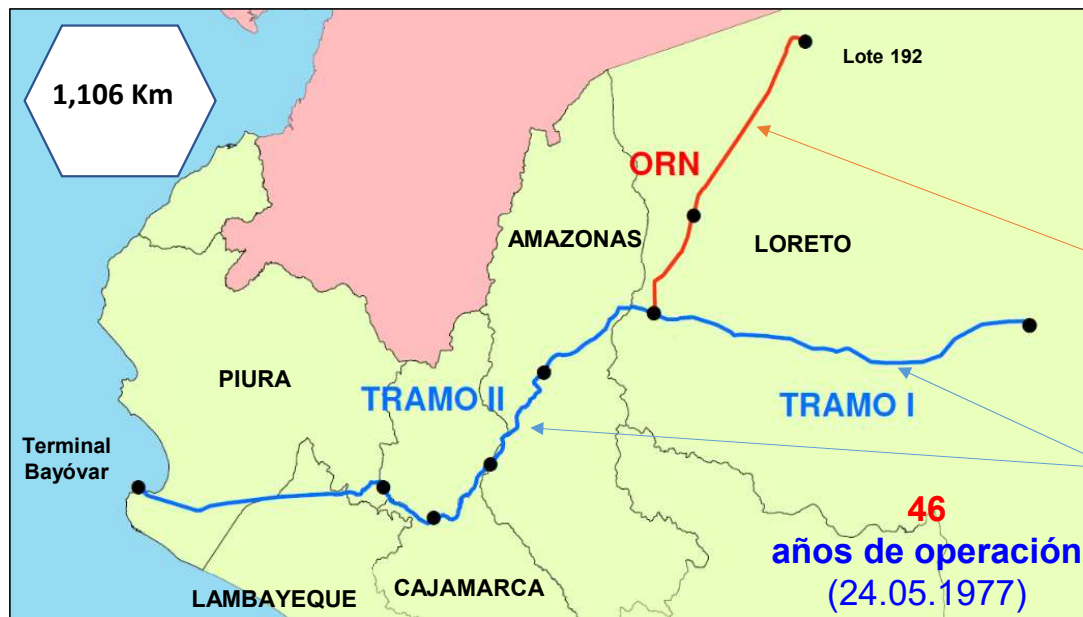 1,106 Km
Lote 192
ORN
AMAZONAS
LORETO
PIURA
TRAMO II
TRAMO I
Terminal
Bayóvar
46
años de operación
(24.05.1977)
CAJAMARCA
LAMBAYEQUE